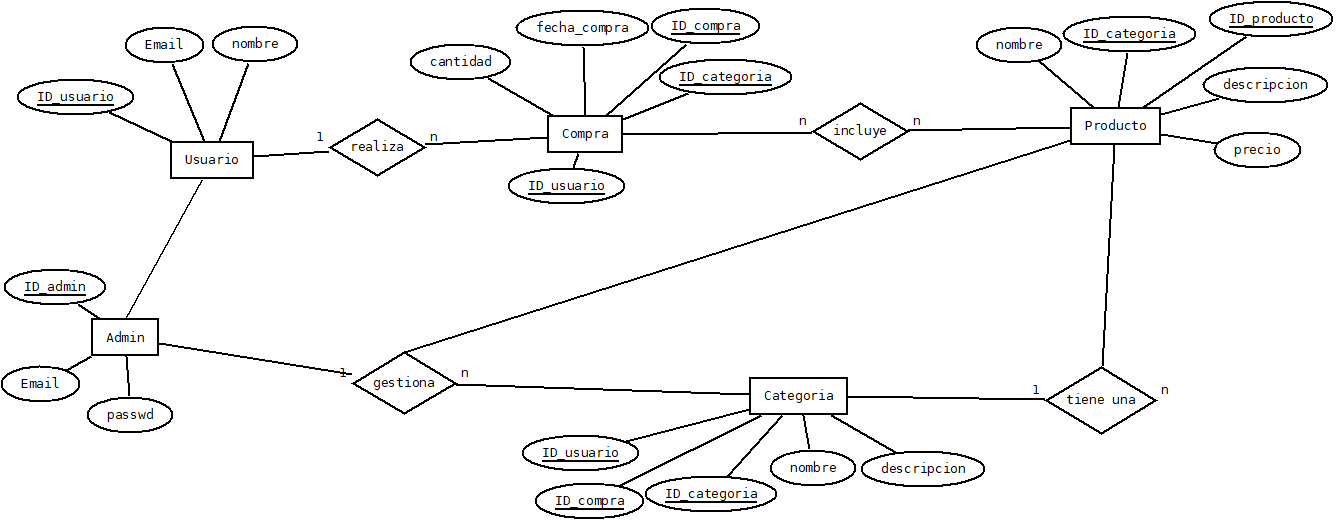 fecha_compra
ID_compra
ID_producto
Email
nombre
nombre
ID_categoria
cantidad
ID_categoria
descripcion
ID_usuario
1
realiza
n
Compra
n
incluye
n
Producto
precio
Usuario
ID_usuario
ID_admin
Admin
1
gestiona
n
Email
passwd
Categoria
1
tiene una
n
ID_usuario
nombre
descripcion
ID_compra
ID_categoria